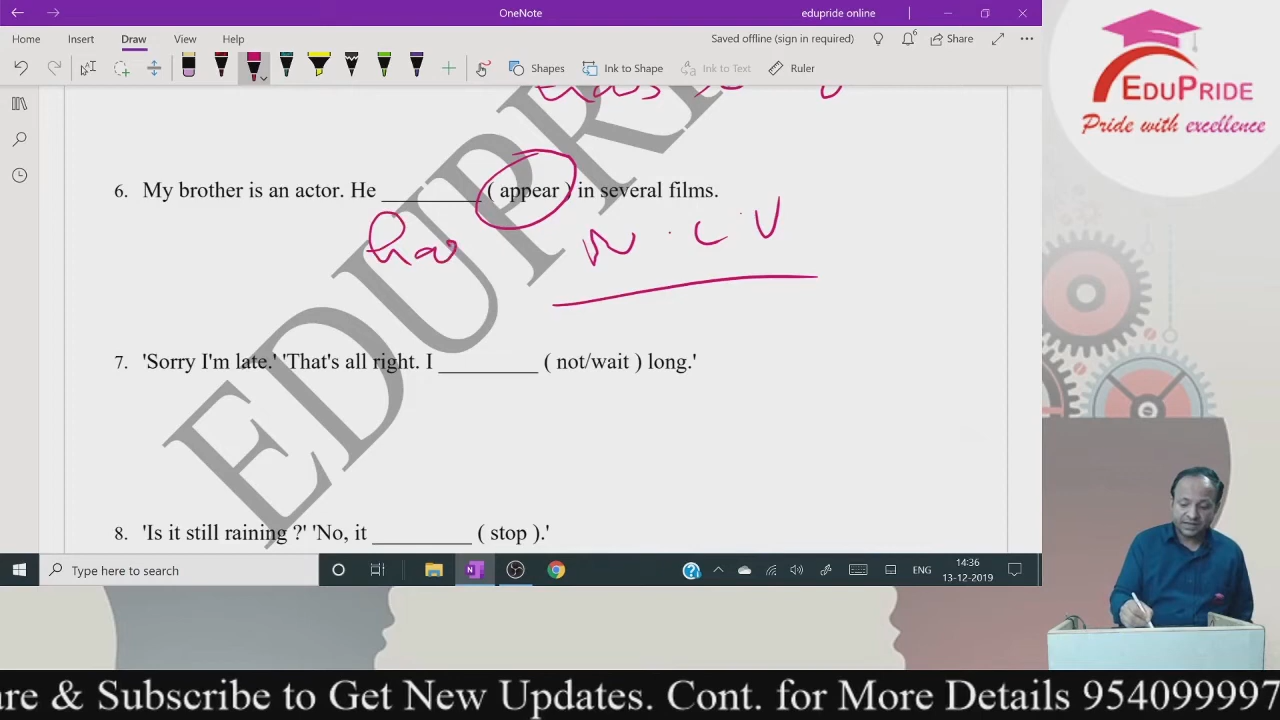 OneNote
edupride online
Home Insert Draw View Help
Saved offline (sign in required)
Share
Shapes
Ink to Shape
Ink to Text
Ruler
EDUPRIDE
Pride with excellence
EDUPRI
has
6. My brother is an actor. He _________ ( appear ) in several films.
has N.C.V
7. 'Sorry I'm late.' 'That's all right. I _________ ( not/wait ) long.'
8. 'Is it still raining ?' 'No, it _________ ( stop ).'
Type here to search
ENG
14:36
13-12-2019
are & Subscribe to Get New Updates. Cont. for More Details 954099997